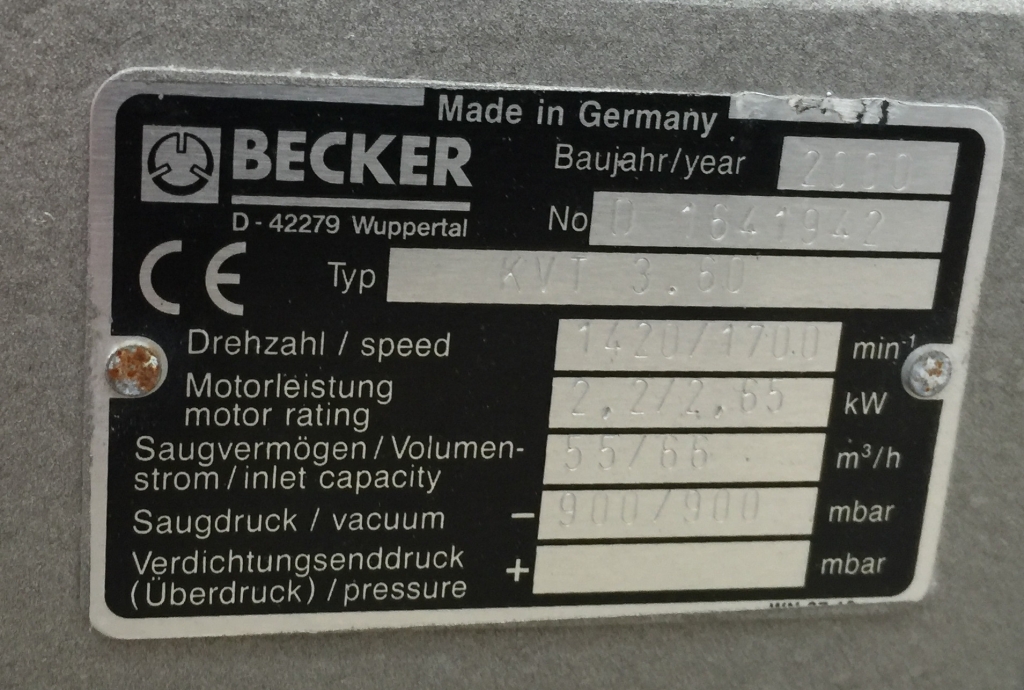 Made in Germany
BECKER
D-42279 Wuppertal
Baujahr/year 2000
No D 1641942
CE
Typ KVT 3.60
Drehzahl / speed 1420/1700 min-¹
Motorleistung
motor rating 2,2/2,65 kW
Saugvermögen/Volumen-
strom/inlet capacity 55/66 m³/h
Saugdruck / vacuum - 900/900 mbar
Verdichtungsenddruck
(Überdruck)/pressure + mbar